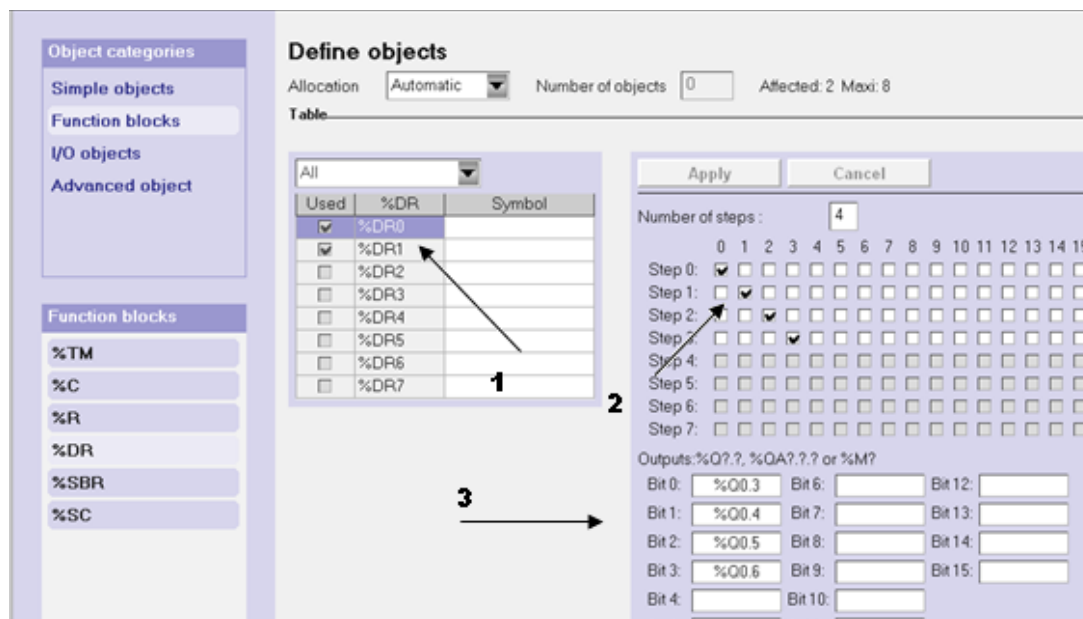 Object categories
Simple objects
Function blocks
I/O objects
Advanced object
Function blocks
%TM
%C
%R
%DR
%SBR
%SC
Define objects
Allocation Automatic Number of objects 0 Affected: 2 Maxi: 8
Table
All
Used %DR Symbol
%DR0
%DR1
%DR2
%DR3
%DR4
%DR5
%DR6
%DR7
1
2
3
Apply Cancel
Number of steps : 4
0 1 2 3 4 5 6 7 8 9 10 11 12 13 14
Step 0:
Step 1:
Step 2:
Step 3:
Step 4:
Step 5:
Step 6:
Step 7:
Outputs:%Q?.?, %QA?.?.? or %M?
Bit 0: %Q0.3 Bit 6: Bit 12:
Bit 1: %Q0.4 Bit 7: Bit 13:
Bit 2: %Q0.5 Bit 8: Bit 14:
Bit 3: %Q0.6 Bit 9: Bit 15:
Bit 4: Bit 10: